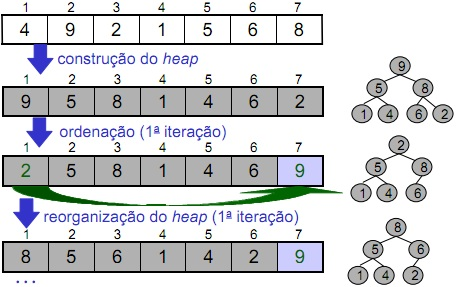 1 2 3 4 5 6 7
4 9 2 1 5 6 8
construção do heap
1 2 3 4 5 6 7
9 5 8 1 4 6 2
9
5 8
1 4 6 2
ordenação (1ª iteração)
1 2 3 4 5 6 7
2 5 8 1 4 6 9
2
5 8
1 4 6
reorganização do heap (1ª iteração)
1 2 3 4 5 6 7
8 5 6 1 4 2 9
8
5 6
1 4 2
...